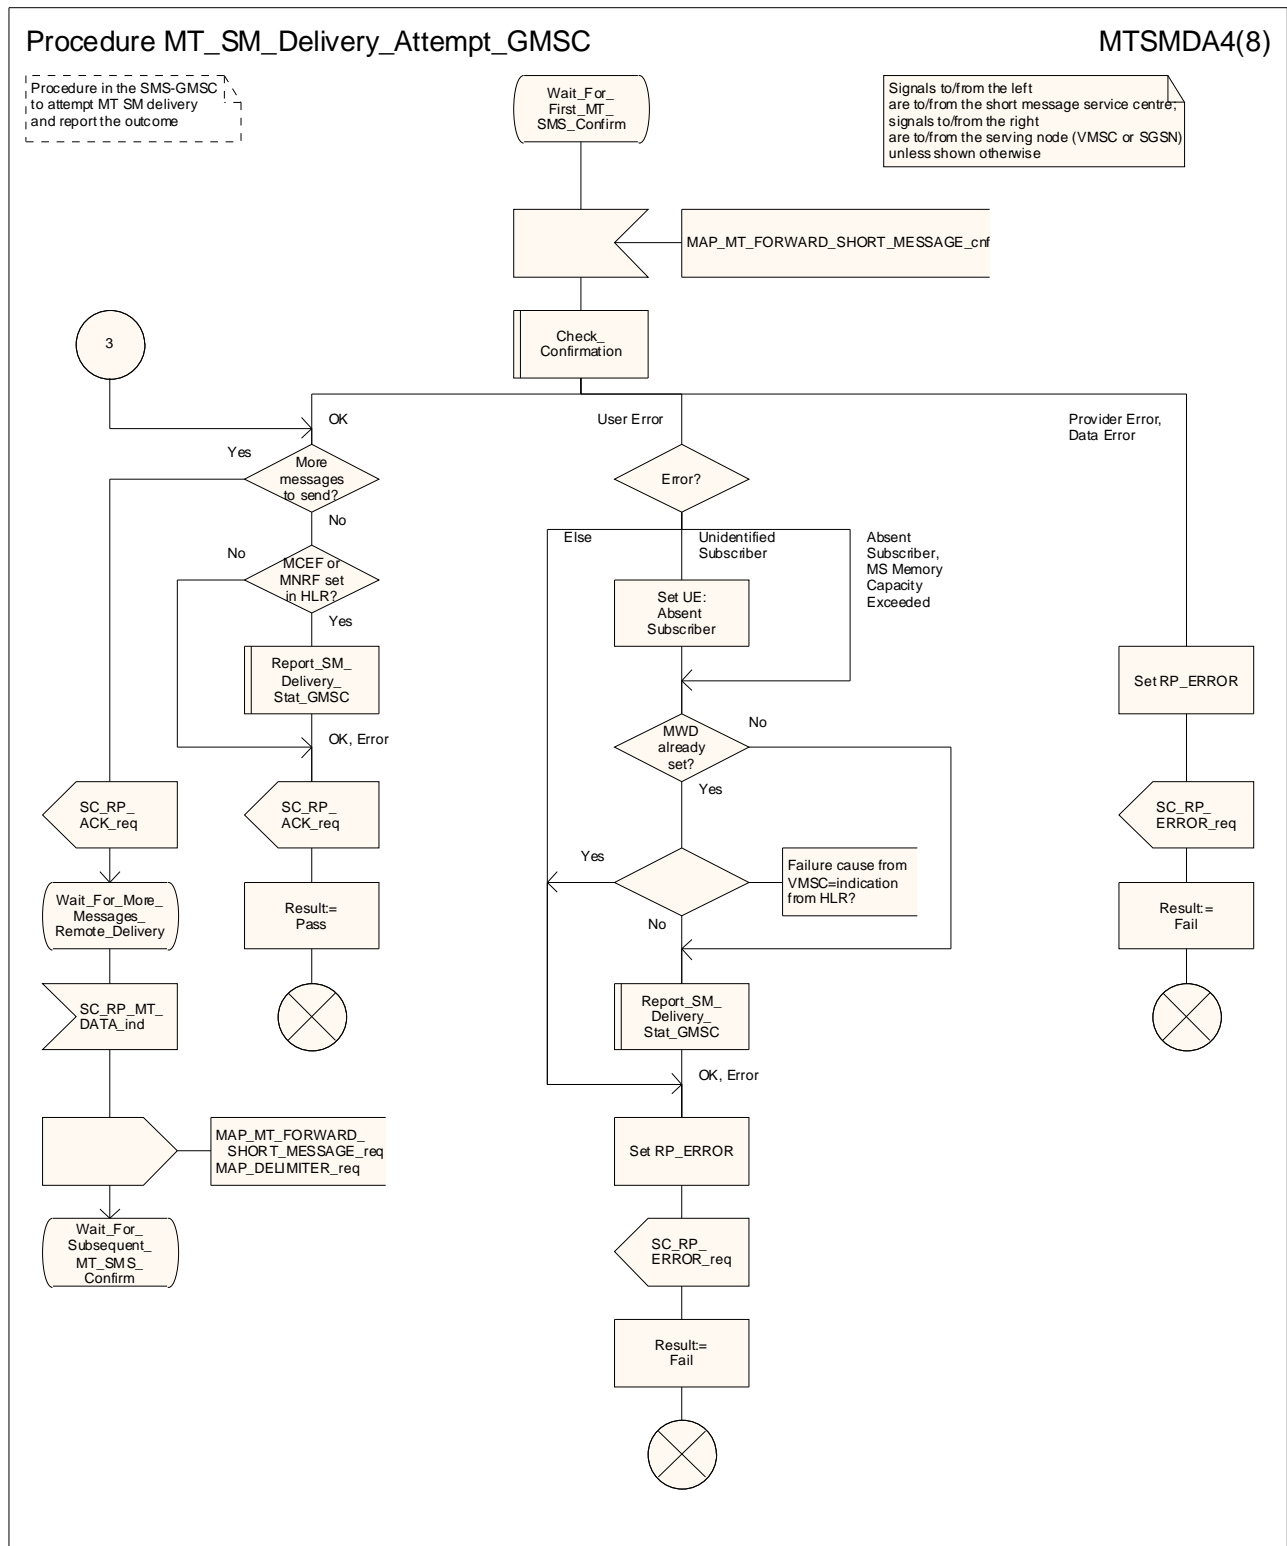 Procedure MT_SM_Delivery_Attempt_GMSC
MTSMDA4(8)
Procedure in the SMS-GMSC
to attempt MT SM delivery
and report the outcome
Wait_For_
First_MT_
SMS_Confirm
Signals to/from the left
are to/from the short message service centre;
signals to/from the right
are to/from the serving node (VMSC or SGSN)
unless shown otherwise
MAP_MT_FORWARD_SHORT_MESSAGE_cnf
Check_
Confirmation
3
OK
User Error
Provider Error,
Data Error
Yes
More
messages
to send?
Error?
No
Else
Unidentified
Subscriber
Absent
Subscriber,
MS Memory
Capacity
Exceeded
No
MCEF or
MNRF set
in HLR?
Yes
Set UE:
Absent
Subscriber
Report_SM_
Delivery_
Stat_GMSC
Set RP_ERROR
OK, Error
MWD
already
set?
No
Yes
SC_RP_
ACK_req
SC_RP_
ACK_req
SC_RP_
ERROR_req
Yes
Failure cause from
VMSC=indication
from HLR?
No
Wait_For_More_
Messages_
Remote_Delivery
Result:=
Pass
Result:=
Fail
SC_RP_MT_
DATA_ind
Report_SM_
Delivery_
Stat_GMSC
OK, Error
MAP_MT_FORWARD_
SHORT_MESSAGE_req
MAP_DELIMITER_req
Set RP_ERROR
Wait_For_
Subsequent_
MT_SMS_
Confirm
SC_RP_
ERROR_req
Result:=
Fail